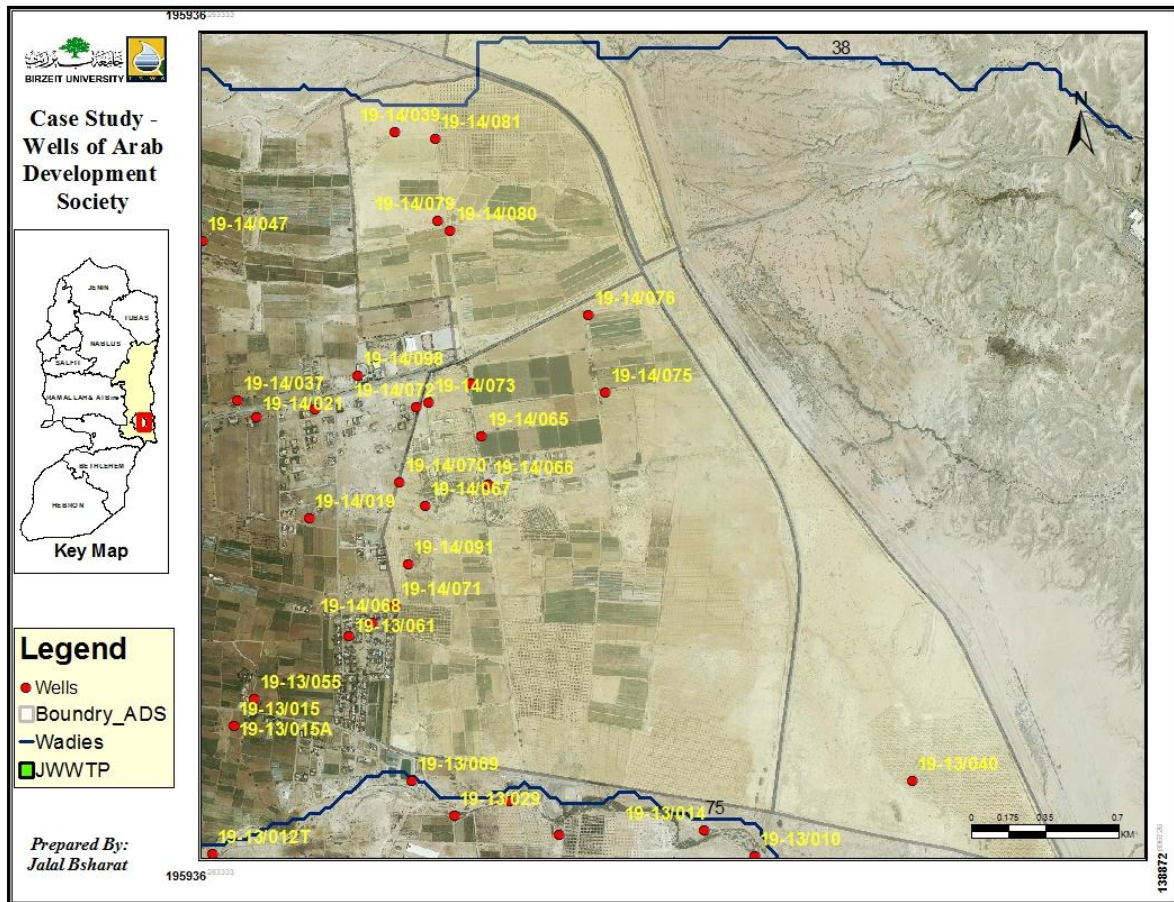 195936
جامعة بيرزيت
BIRZEIT UNIVERSITY
Case Study -
Wells of Arab
Development
Society
JENIN
TUBAS
NABLUS
SALFIT
BETHLEHEM
HEBRON
Key Map
Legend
Wells
Boundry_ADS
Wadies
JWWTP
Prepared By:
Jalal Bsharat
38
N
19-14/039
19-14/081
19-14/079
19-14/080
19-14/047
19-14/076
19-14/098
19-14/075
19-14/037
19-14/072
19-14/073
19-14/021
19-14/065
19-14/070
19-14/066
19-14/067
19-14/019
19-14/091
19-14/071
19-14/068
19-13/061
19-13/055
19-13/015
19-13/015A
19-13/069
19-13/040
19-13/029
75
19-13/014
19-13/012T
19-13/010
0 0.175 0.35 0.7
KM
195936
138872